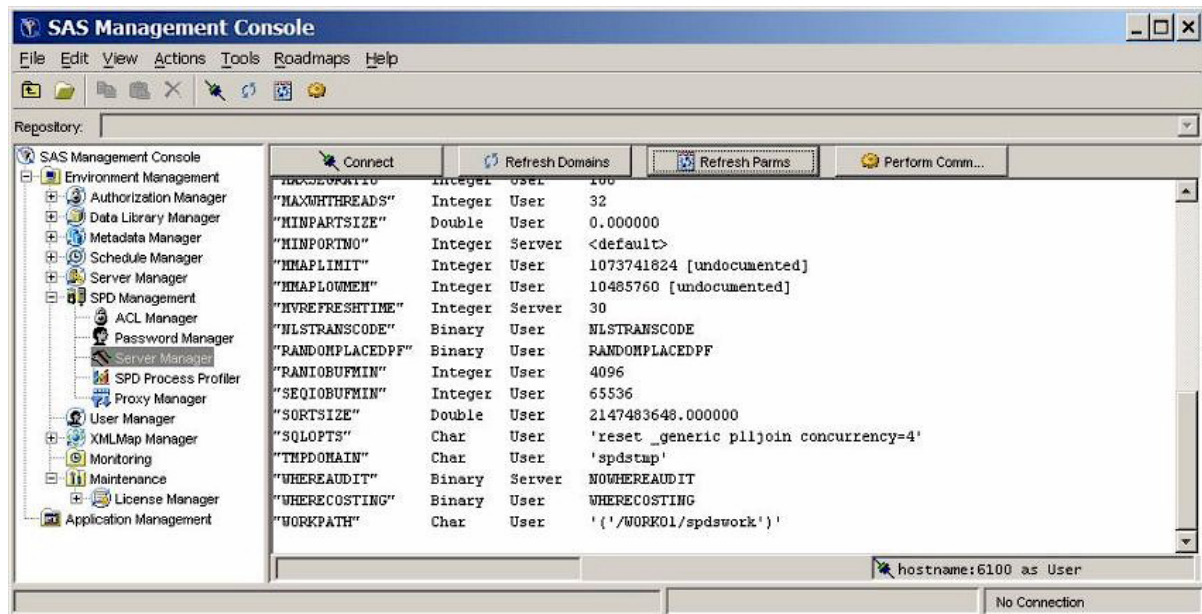 SAS Management Console
File Edit View Actions Tools Roadmaps Help
Repository:
SAS Management Console
Environment Management
Authorization Manager
Data Library Manager
Metadata Manager
Schedule Manager
Server Manager
SPD Management
ACL Manager
Password Manager
Server Manager
SPD Process Profiler
Proxy Manager
User Manager
XMLMap Manager
Monitoring
Maintenance
License Manager
Application Management
Connect Refresh Domains Refresh Parms Perform Comm...
"MAXSEGRATIO" Integer User 100
"MAXWHTHREADS" Integer User 32
"MINPARTSIZE" Double User 0.000000
"MINPORTNO" Integer Server <default>
"MMAPLIMIT" Integer User 1073741824 [undocumented]
"MMAPLOWMEM" Integer User 10485760 [undocumented]
"MVREFRESHTIME" Integer Server 30
"NLSTRANSCODE" Binary User NLSTRANSCODE
"RANDOMPLACEDPF" Binary User RANDOMPLACEDPF
"RANIOBUFMIN" Integer User 4096
"SEQIOBUFMIN" Integer User 65536
"SORTSIZE" Double User 2147483648.000000
"SQLOPTS" Char User 'reset _generic plljoin concurrency=4'
"TMPDOMAIN" Char User 'spdstmp'
"WHEREAUDIT" Binary Server NOWHEREAUDIT
"WHERECOSTING" Binary User WHERECOSTING
"WORKPATH" Char User '('/WORK01/spdswork')'
hostname:6100 as User
No Connection